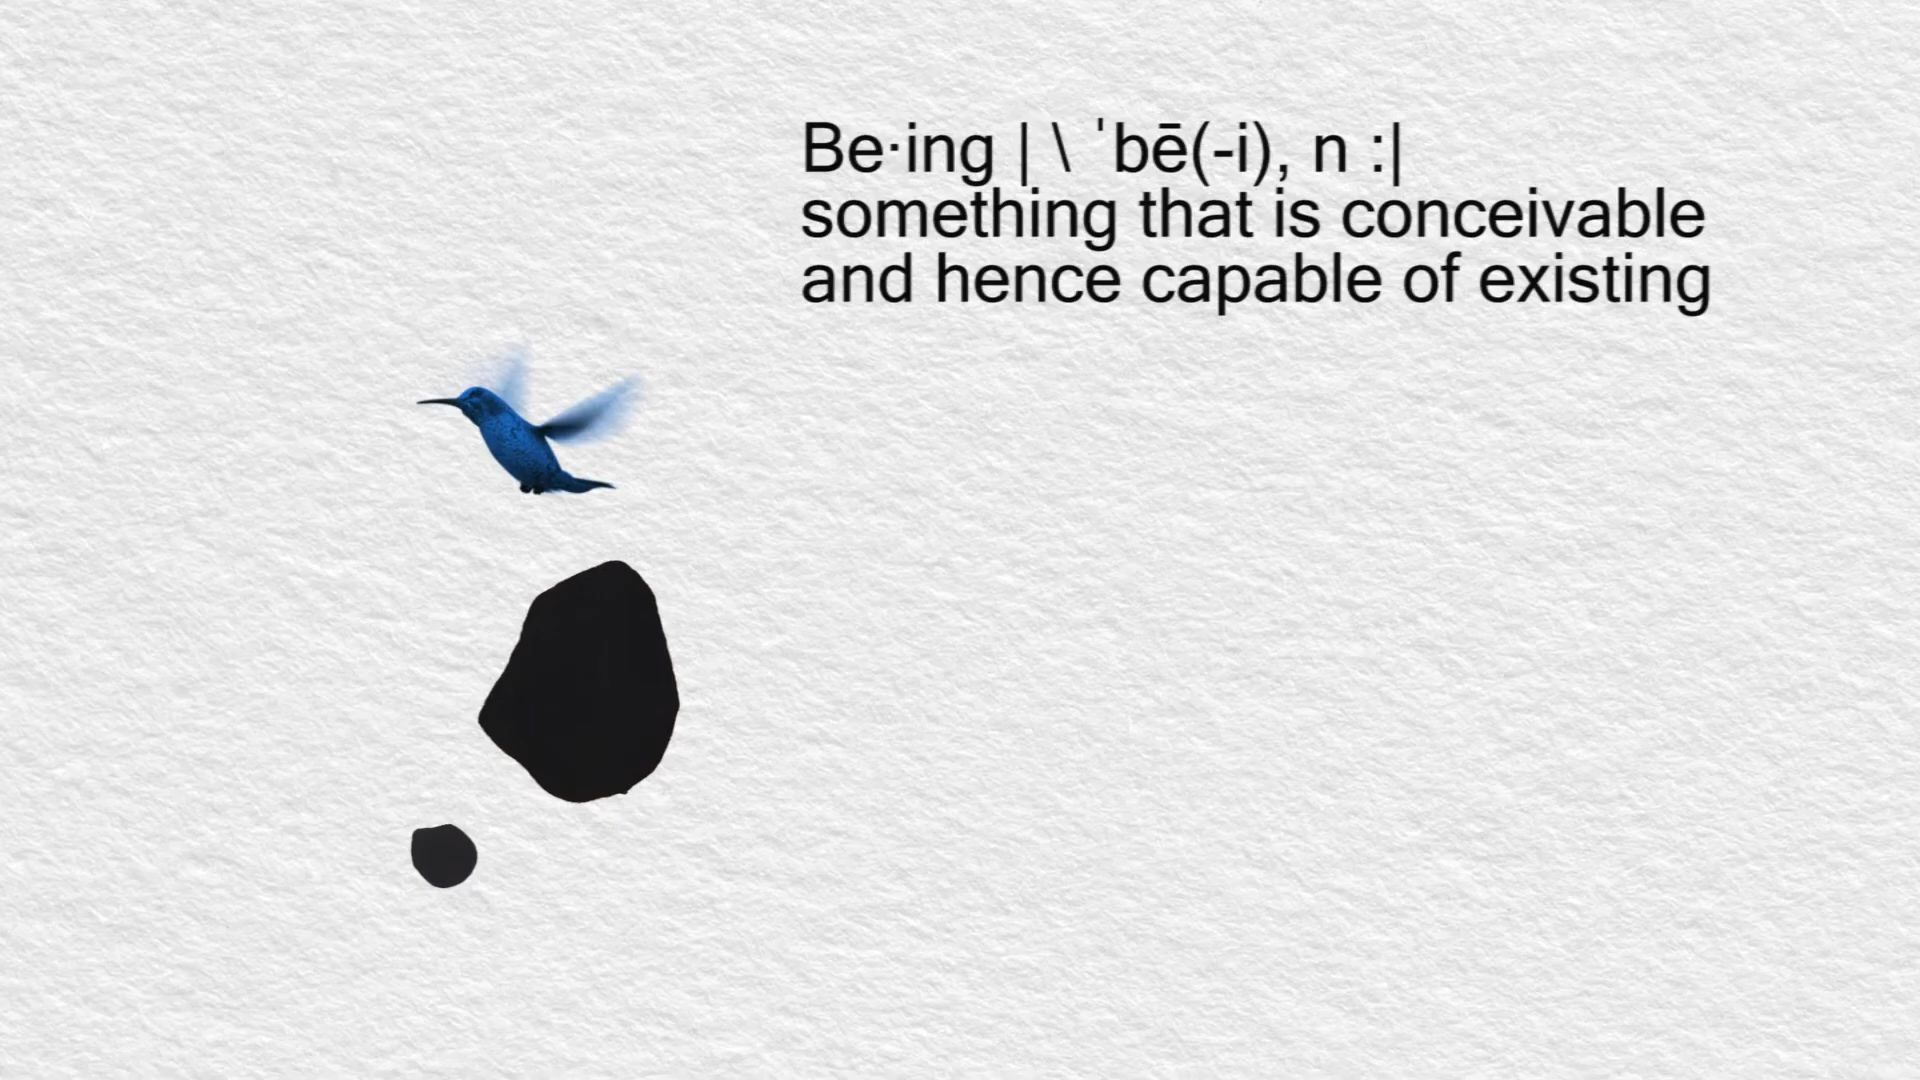 Be·ing | \ ˈbē(-i), n :|
something that is conceivable
and hence capable of existing